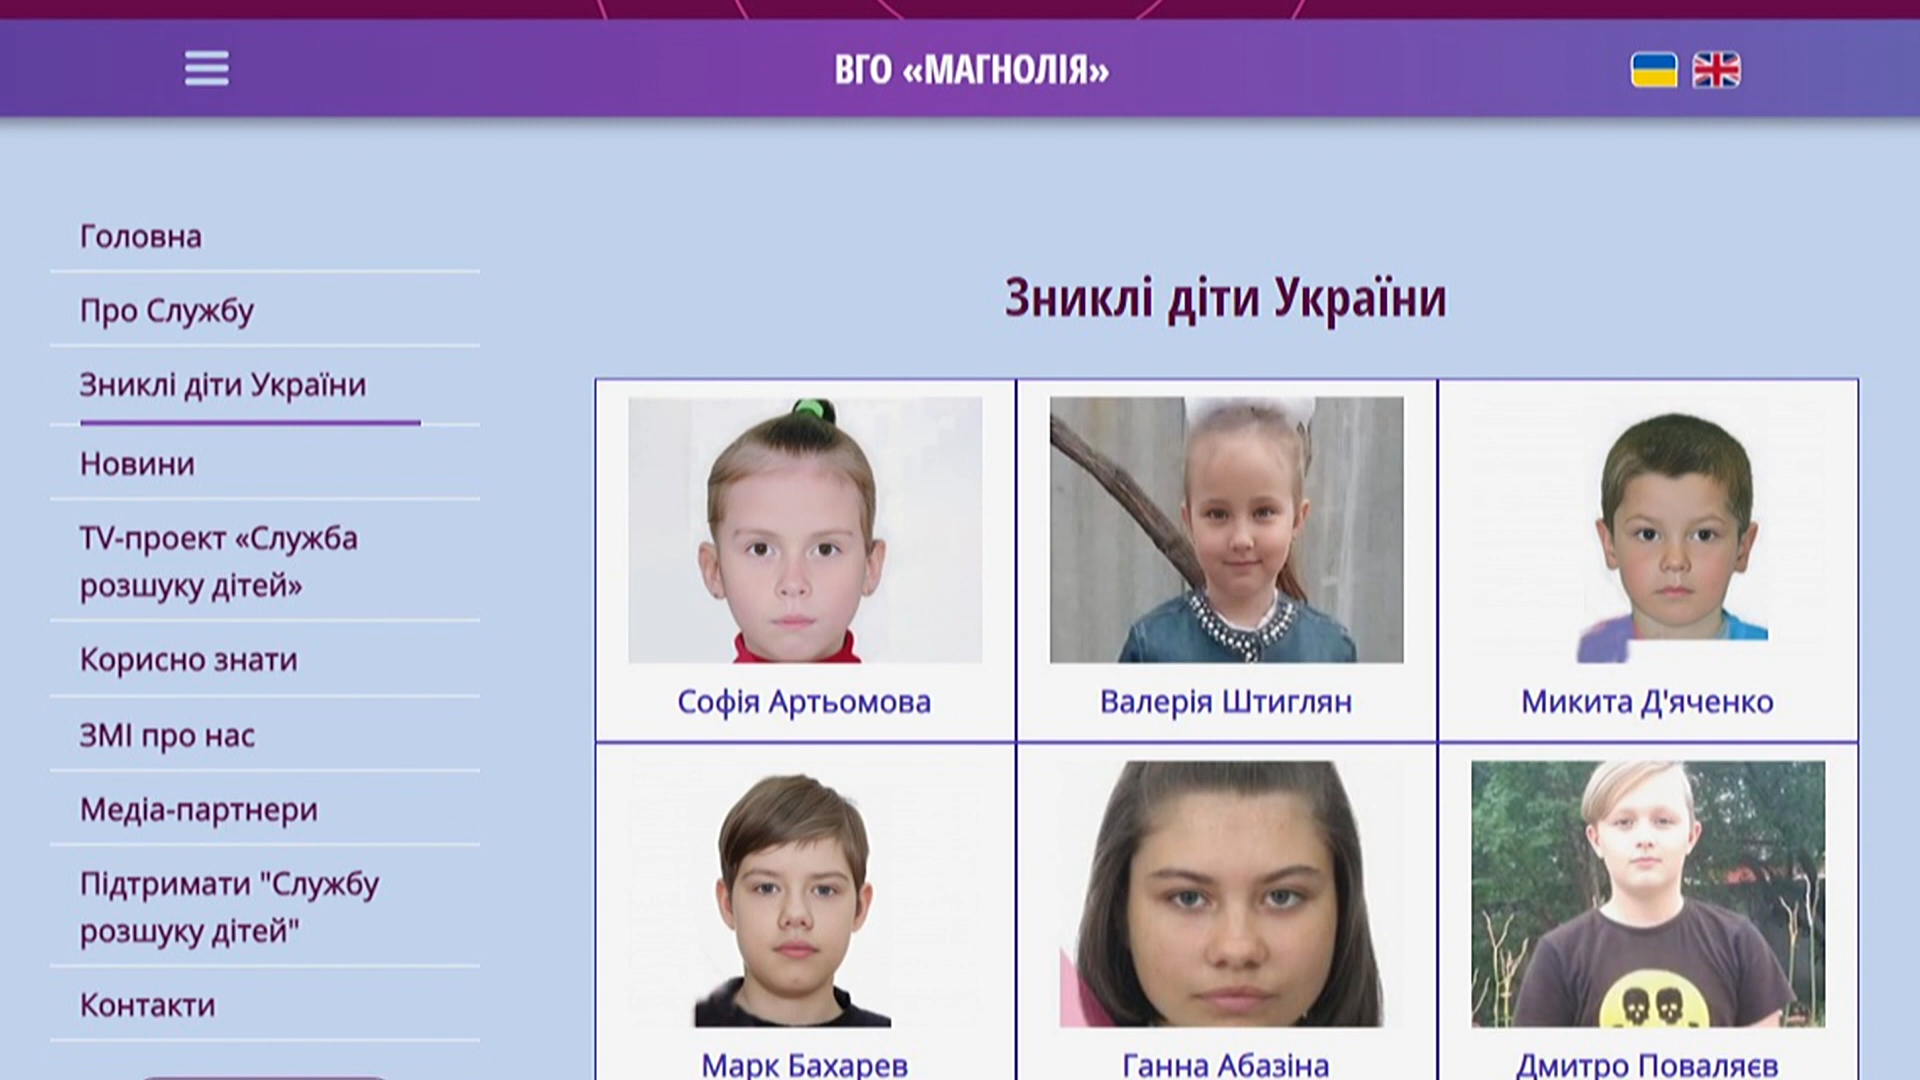 ВГО «МАГНОЛІЯ»
Головна
Про Службу
Зниклі діти України
Новини
TV-проект «Служба
розшуку дітей»
Корисно знати
ЗМІ про нас
Медіа-партнери
Підтримати "Службу
розшуку дітей"
Контакти
Зниклі діти України
Софія Артьомова
Валерія Штиглян
Микита Д'яченко
Марк Бахарев
Ганна Абазіна
Дмитро Поваляєв